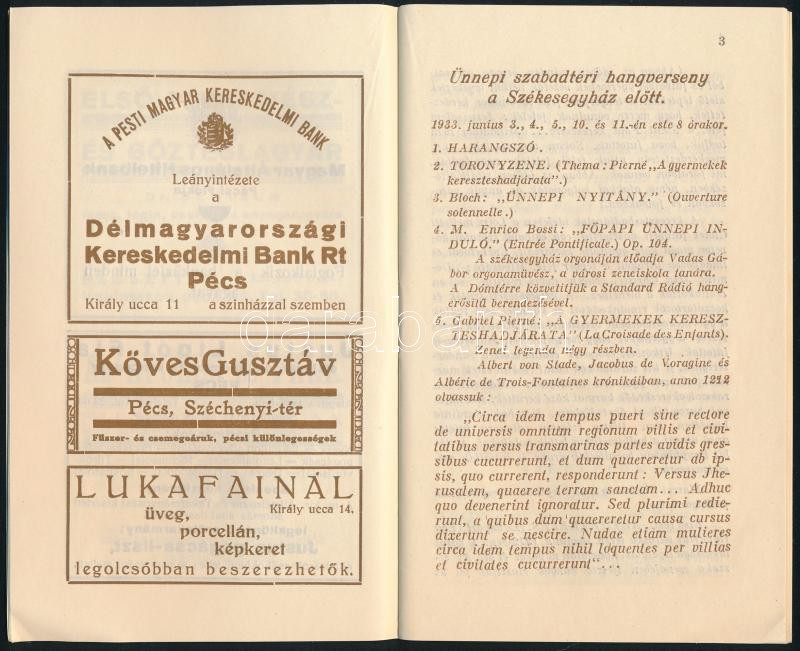 A PESTI MAGYAR KERESKEDELMI BANK
Leányintézete
a
Délmagyarországi
Kereskedelmi Bank Rt
Pécs
Király ucca 11 a szinházzal szemben
Köves Gusztáv
Pécs, Széchenyi-tér
Fűszer- és csemegeáruk, pécsi különlegességek
LUKAFAINÁL
Király ucca 14.
üveg,
porcellán,
képkeret
legolcsóbban beszerezhetők.
3
Ünnepi szabadtéri hangverseny
a Székesegyház előtt.
1933. junius 3., 4., 5., 10. és 11.-én este 8 órakor.
1. HARANGSZÓ.
2. TORONYZENE. (Thema: Pierné „A gyermekek
kereszteshadjárata".)
3. Bloch: „ÜNNEPI NYITÁNY." (Ouverture
solennelle.)
4. M. Enrico Bossi: „FŐPAPI ÜNNEPI IN-
DULÓ." (Entrée Pontificale.) Op. 104.
A székesegyház orgonáján előadja Vadas Gá-
bor orgonaművész, a városi zeneiskola tanára.
A Dómtérre közvetitjük a Standard Rádió hang-
erősitű berendezésével.
5. Gabriel Pierné: „A GYERMEKEK KERESZ-
TESHADJÁRATA" (La Croisade des Enfants).
Zenei legenda négy részben.
Albert von Stade, Jacobus de Voragine és
Albéric de Trois-Fontaines krónikáiban, anno 1212
olvassuk:
„Circa idem tempus pueri sine rectore
de universis omnium regionum villis et civi-
tatibus versus transmarinas partes avidis gres-
sibus cucurrerunt, et dum quaereretur ab ip-
sis, quo currerent, responderunt: Versus Jhe-
rusalem, quaerere terram sanctam... Adhuc
quo devenerint ignoratur. Sed plurimi redie-
runt, a quibus dum quaereretur causa cursus
dixerunt se nescire. Nudae etiam mulieres
circa idem tempus nihil loquentes per villias
et civitates cucurrerunt"...
darabanth.com